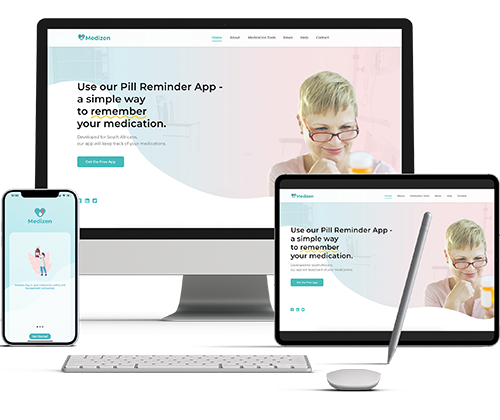 Medizen
Home About Medication Tools News Help Contact
Use our Pill Reminder App -
a simple way
to remember
your medication.
Developed for South Africans,
our app will keep track of your medications.
Get the Free App
Medizen
Medizen
Use our Pill Reminder App -
a simple way
to remember
your medication.
Developed for South Africans,
our app will keep track of your medications.
Get the Free App
Get Started